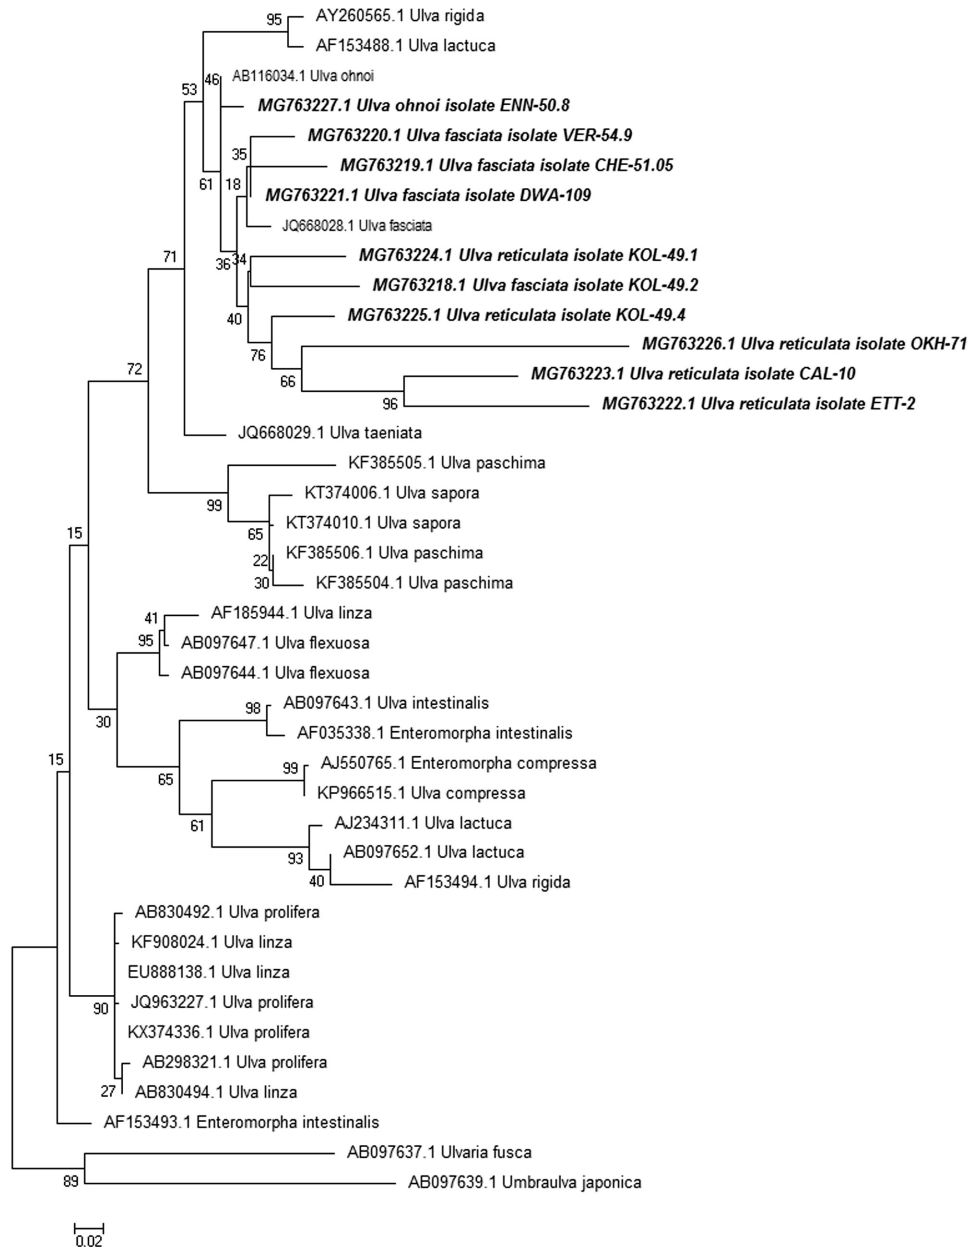 95 AY260565.1 Ulva rigida
AF153488.1 Ulva lactuca
46 AB116034.1 Ulva ohnoi
53
MG763227.1 Ulva ohnoi isolate ENN-50.8
MG763220.1 Ulva fasciata isolate VER-54.9
35
MG763219.1 Ulva fasciata isolate CHE-51.05
61 18
MG763221.1 Ulva fasciata isolate DWA-109
JQ668028.1 Ulva fasciata
71
36 34
MG763224.1 Ulva reticulata isolate KOL-49.1
MG763218.1 Ulva fasciata isolate KOL-49.2
40
MG763225.1 Ulva reticulata isolate KOL-49.4
76
MG763226.1 Ulva reticulata isolate OKH-71
72
66
MG763223.1 Ulva reticulata isolate CAL-10
96
MG763222.1 Ulva reticulata isolate ETT-2
JQ668029.1 Ulva taeniata
KF385505.1 Ulva paschima
KT374006.1 Ulva sapora
99
KT374010.1 Ulva sapora
15 65
KF385506.1 Ulva paschima
22
30 KF385504.1 Ulva paschima
AF185944.1 Ulva linza
41
95 AB097647.1 Ulva flexuosa
AB097644.1 Ulva flexuosa
98 AB097643.1 Ulva intestinalis
30
AF035338.1 Enteromorpha intestinalis
15
99 AJ550765.1 Enteromorpha compressa
65
KP966515.1 Ulva compressa
61 AJ234311.1 Ulva lactuca
93 AB097652.1 Ulva lactuca
40 AF153494.1 Ulva rigida
AB830492.1 Ulva prolifera
KF908024.1 Ulva linza
EU888138.1 Ulva linza
90 JQ963227.1 Ulva prolifera
KX374336.1 Ulva prolifera
AB298321.1 Ulva prolifera
27 AB830494.1 Ulva linza
AF153493.1 Enteromorpha intestinalis
AB097637.1 Ulvaria fusca
89 AB097639.1 Umbraulva japonica
0.02